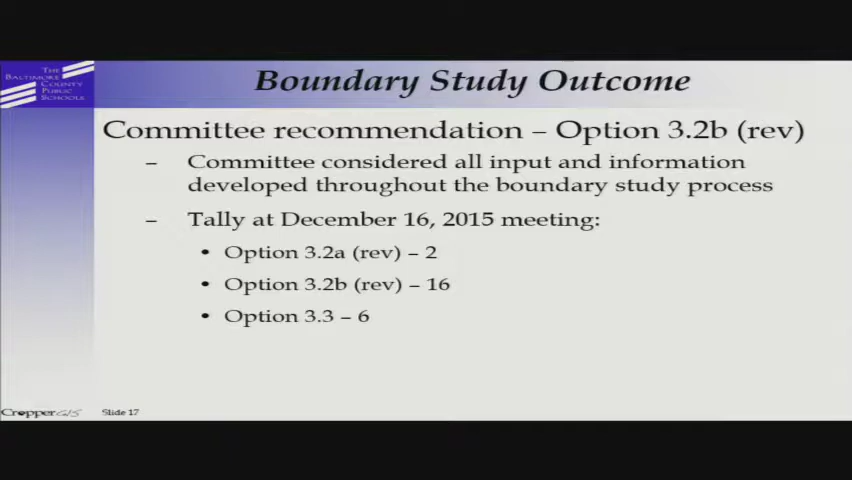 THE
BALTIMORE
COUNTY
PUBLIC
SCHOOLS
Boundary Study Outcome
Committee recommendation – Option 3.2b (rev)
– Committee considered all input and information
developed throughout the boundary study process
– Tally at December 16, 2015 meeting:
• Option 3.2a (rev) – 2
• Option 3.2b (rev) – 16
• Option 3.3 – 6
CropperGIS
Slide 17